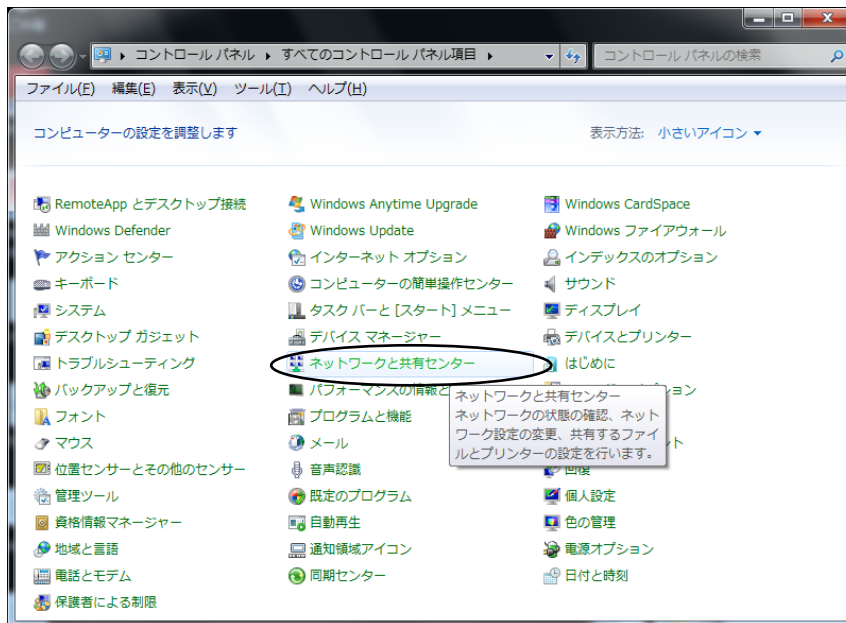 コントロール パネル ▸ すべてのコントロール パネル項目 ▸
コントロール パネルの検索
ファイル(F) 編集(E) 表示(V) ツール(T) ヘルプ(H)
コンピューターの設定を調整します
表示方法: 小さいアイコン
RemoteApp とデスクトップ接続 Windows Anytime Upgrade Windows CardSpace
Windows Defender Windows Update Windows ファイアウォール
アクション センター インターネット オプション インデックスのオプション
キーボード コンピューターの簡単操作センター サウンド
システム タスク バーと [スタート] メニュー ディスプレイ
デスクトップ ガジェット デバイス マネージャー デバイスとプリンター
トラブルシューティング ネットワークと共有センター はじめに
バックアップと復元 パフォーマンスの情報と ション
フォント プログラムと機能
マウス メール ント
位置センサーとその他のセンサー 音声認識 回復
管理ツール 既定のプログラム 個人設定
資格情報マネージャー 自動再生 色の管理
地域と言語 通知領域アイコン 電源オプション
電話とモデム 同期センター 日付と時刻
保護者による制限
ネットワークと共有センター
ネットワークの状態の確認、ネット
ワーク設定の変更、共有するファイ
ルとプリンターの設定を行います。